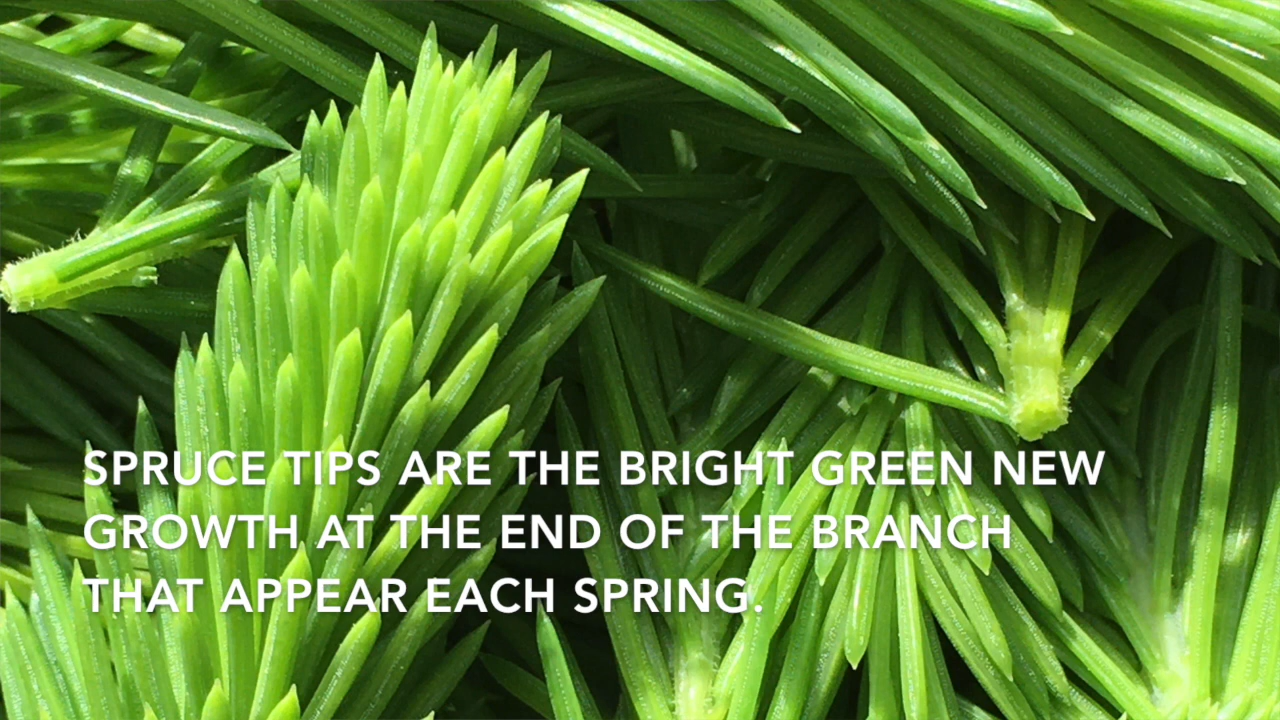 SPRUCE TIPS ARE THE BRIGHT GREEN NEW
GROWTH AT THE END OF THE BRANCH
THAT APPEAR EACH SPRING.